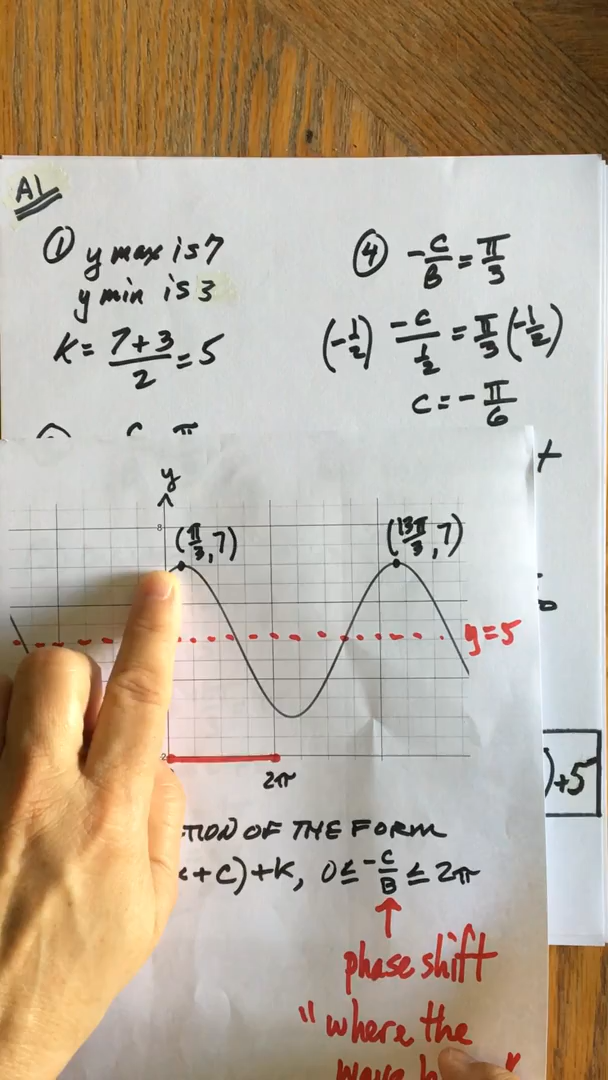 A1
① y max is 7
y min is 3
K = 7+3/2 = 5
④ -C/B = π/3
(-1/2) -C/1/2 = π/3 (-1/2)
C = -π/6
y
8
(π/3, 7)
(13π/3, 7)
y=5
2
2π
TION OF THE FORM
+C)+K, 0 ≤ -C/B ≤ 2π
)+5
phase shift
"where the